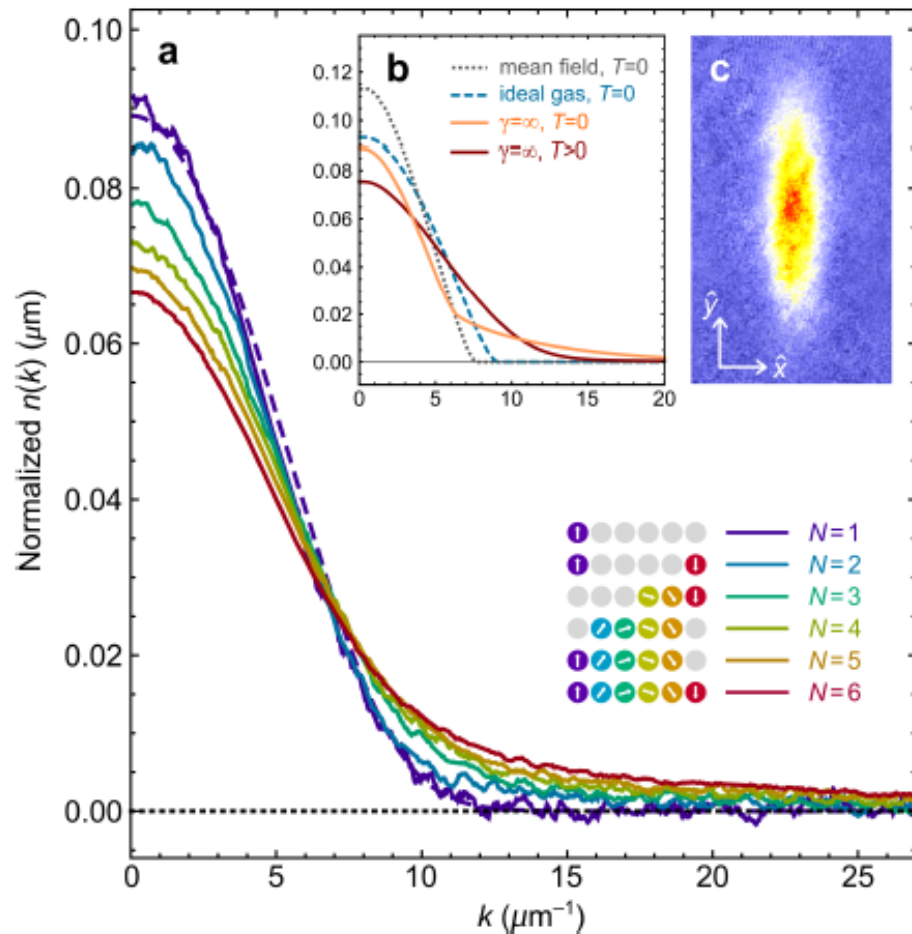 a
Normalized n(k) (μm)
0.10
0.08
0.06
0.04
0.02
0.00
0
5
10
15
20
25
k (μm⁻¹)
b
mean field, T=0
ideal gas, T=0
γ=∞, T=0
γ=∞, T>0
0.12
0.10
0.08
0.06
0.04
0.02
0.00
0
5
10
15
20
c
ŷ
x̂
N=1
N=2
N=3
N=4
N=5
N=6